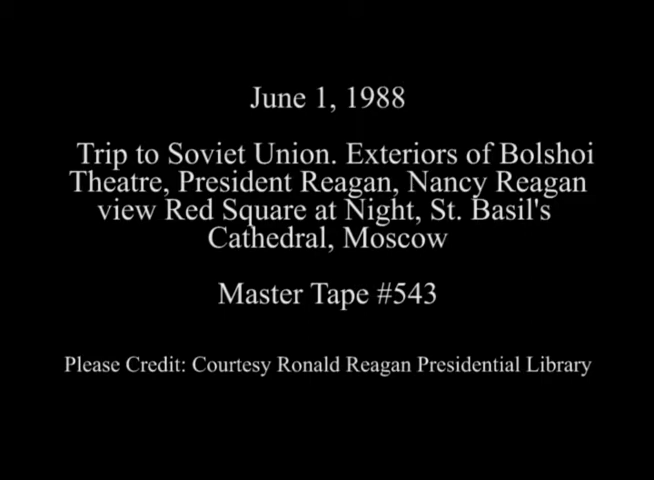 June 1, 1988
Trip to Soviet Union. Exteriors of Bolshoi
Theatre, President Reagan, Nancy Reagan
view Red Square at Night, St. Basil's
Cathedral, Moscow
Master Tape #543
Please Credit: Courtesy Ronald Reagan Presidential Library